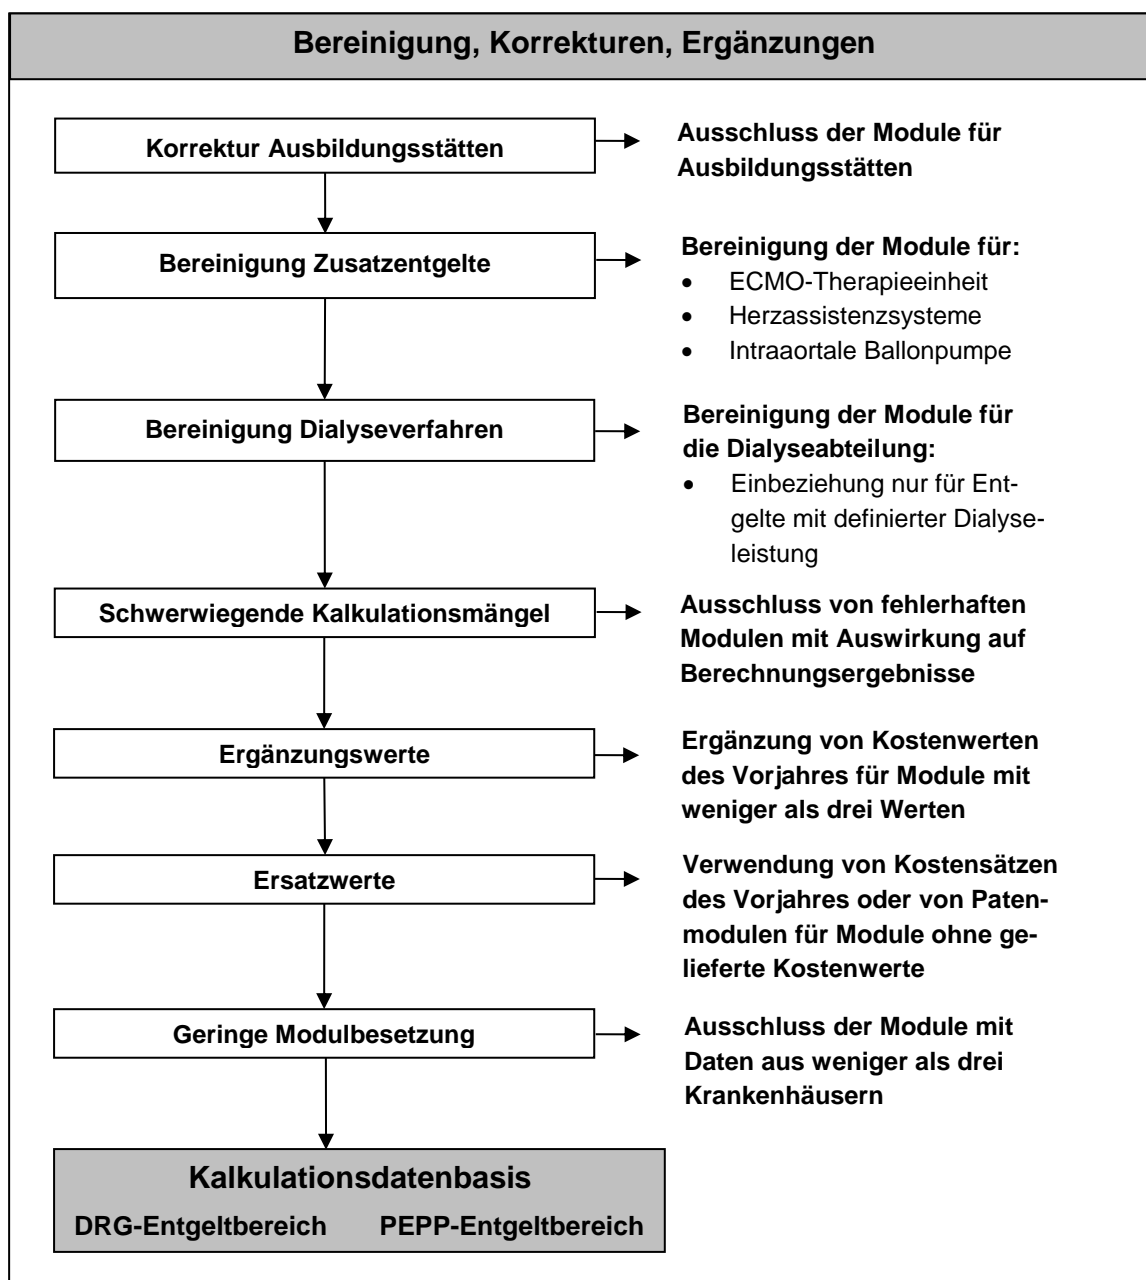 Bereinigung, Korrekturen, Ergänzungen
Korrektur Ausbildungsstätten
Ausschluss der Module für
Ausbildungsstätten
Bereinigung Zusatzentgelte
Bereinigung der Module für:
• ECMO-Therapieeinheit
• Herzassistenzsysteme
• Intraaortale Ballonpumpe
Bereinigung Dialyseverfahren
Bereinigung der Module für
die Dialyseabteilung:
• Einbeziehung nur für Ent-
gelte mit definierter Dialyse-
leistung
Schwerwiegende Kalkulationsmängel
Ausschluss von fehlerhaften
Modulen mit Auswirkung auf
Berechnungsergebnisse
Ergänzungswerte
Ergänzung von Kostenwerten
des Vorjahres für Module mit
weniger als drei Werten
Ersatzwerte
Verwendung von Kostensätzen
des Vorjahres oder von Paten-
modulen für Module ohne ge-
lieferte Kostenwerte
Geringe Modulbesetzung
Ausschluss der Module mit
Daten aus weniger als drei
Krankenhäusern
Kalkulationsdatenbasis
DRG-Entgeltbereich PEPP-Entgeltbereich